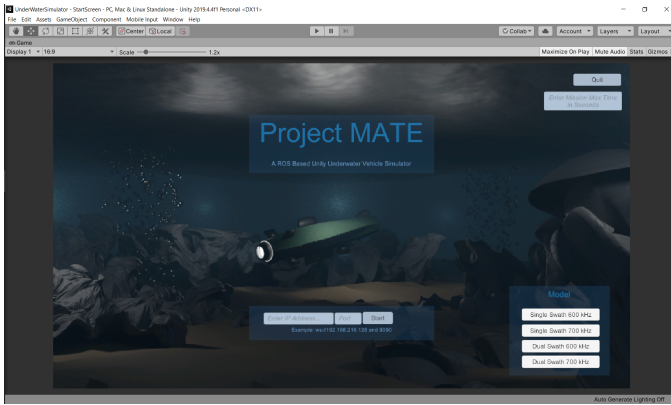 UnderWaterSimulator - StartScreen - PC, Mac & Linux Standalone - Unity 2019.4.4f1 Personal <DX11>
File Edit Assets GameObject Component Mobile Input Window Help
Center Local Collab Account Layers Layout
Game
Display 1 16:9 Scale 1.2x Maximize On Play Mute Audio Stats Gizmos
Quit
Enter Mission Max Time
in Seconds
Project MATE
A ROS Based Unity Underwater Vehicle Simulator
Model
Enter IP-Address... Port Start
Single Swath 600 kHz
Example: ws://192.168.216.128 and 9090
Single Swath 700 kHz
Dual Swath 600 kHz
Dual Swath 700 kHz
Auto Generate Lighting Off